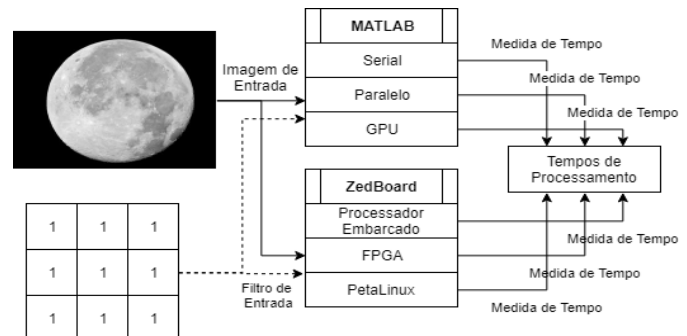 MATLAB
Serial
Paralelo
GPU
Imagem de
Entrada
Medida de Tempo
Medida de Tempo
Medida de Tempo
Tempos de
Processamento
ZedBoard
Processador
Embarcado
FPGA
PetaLinux
Medida de Tempo
Medida de Tempo
Medida de Tempo
Filtro de
Entrada
1 1 1
1 1 1
1 1 1